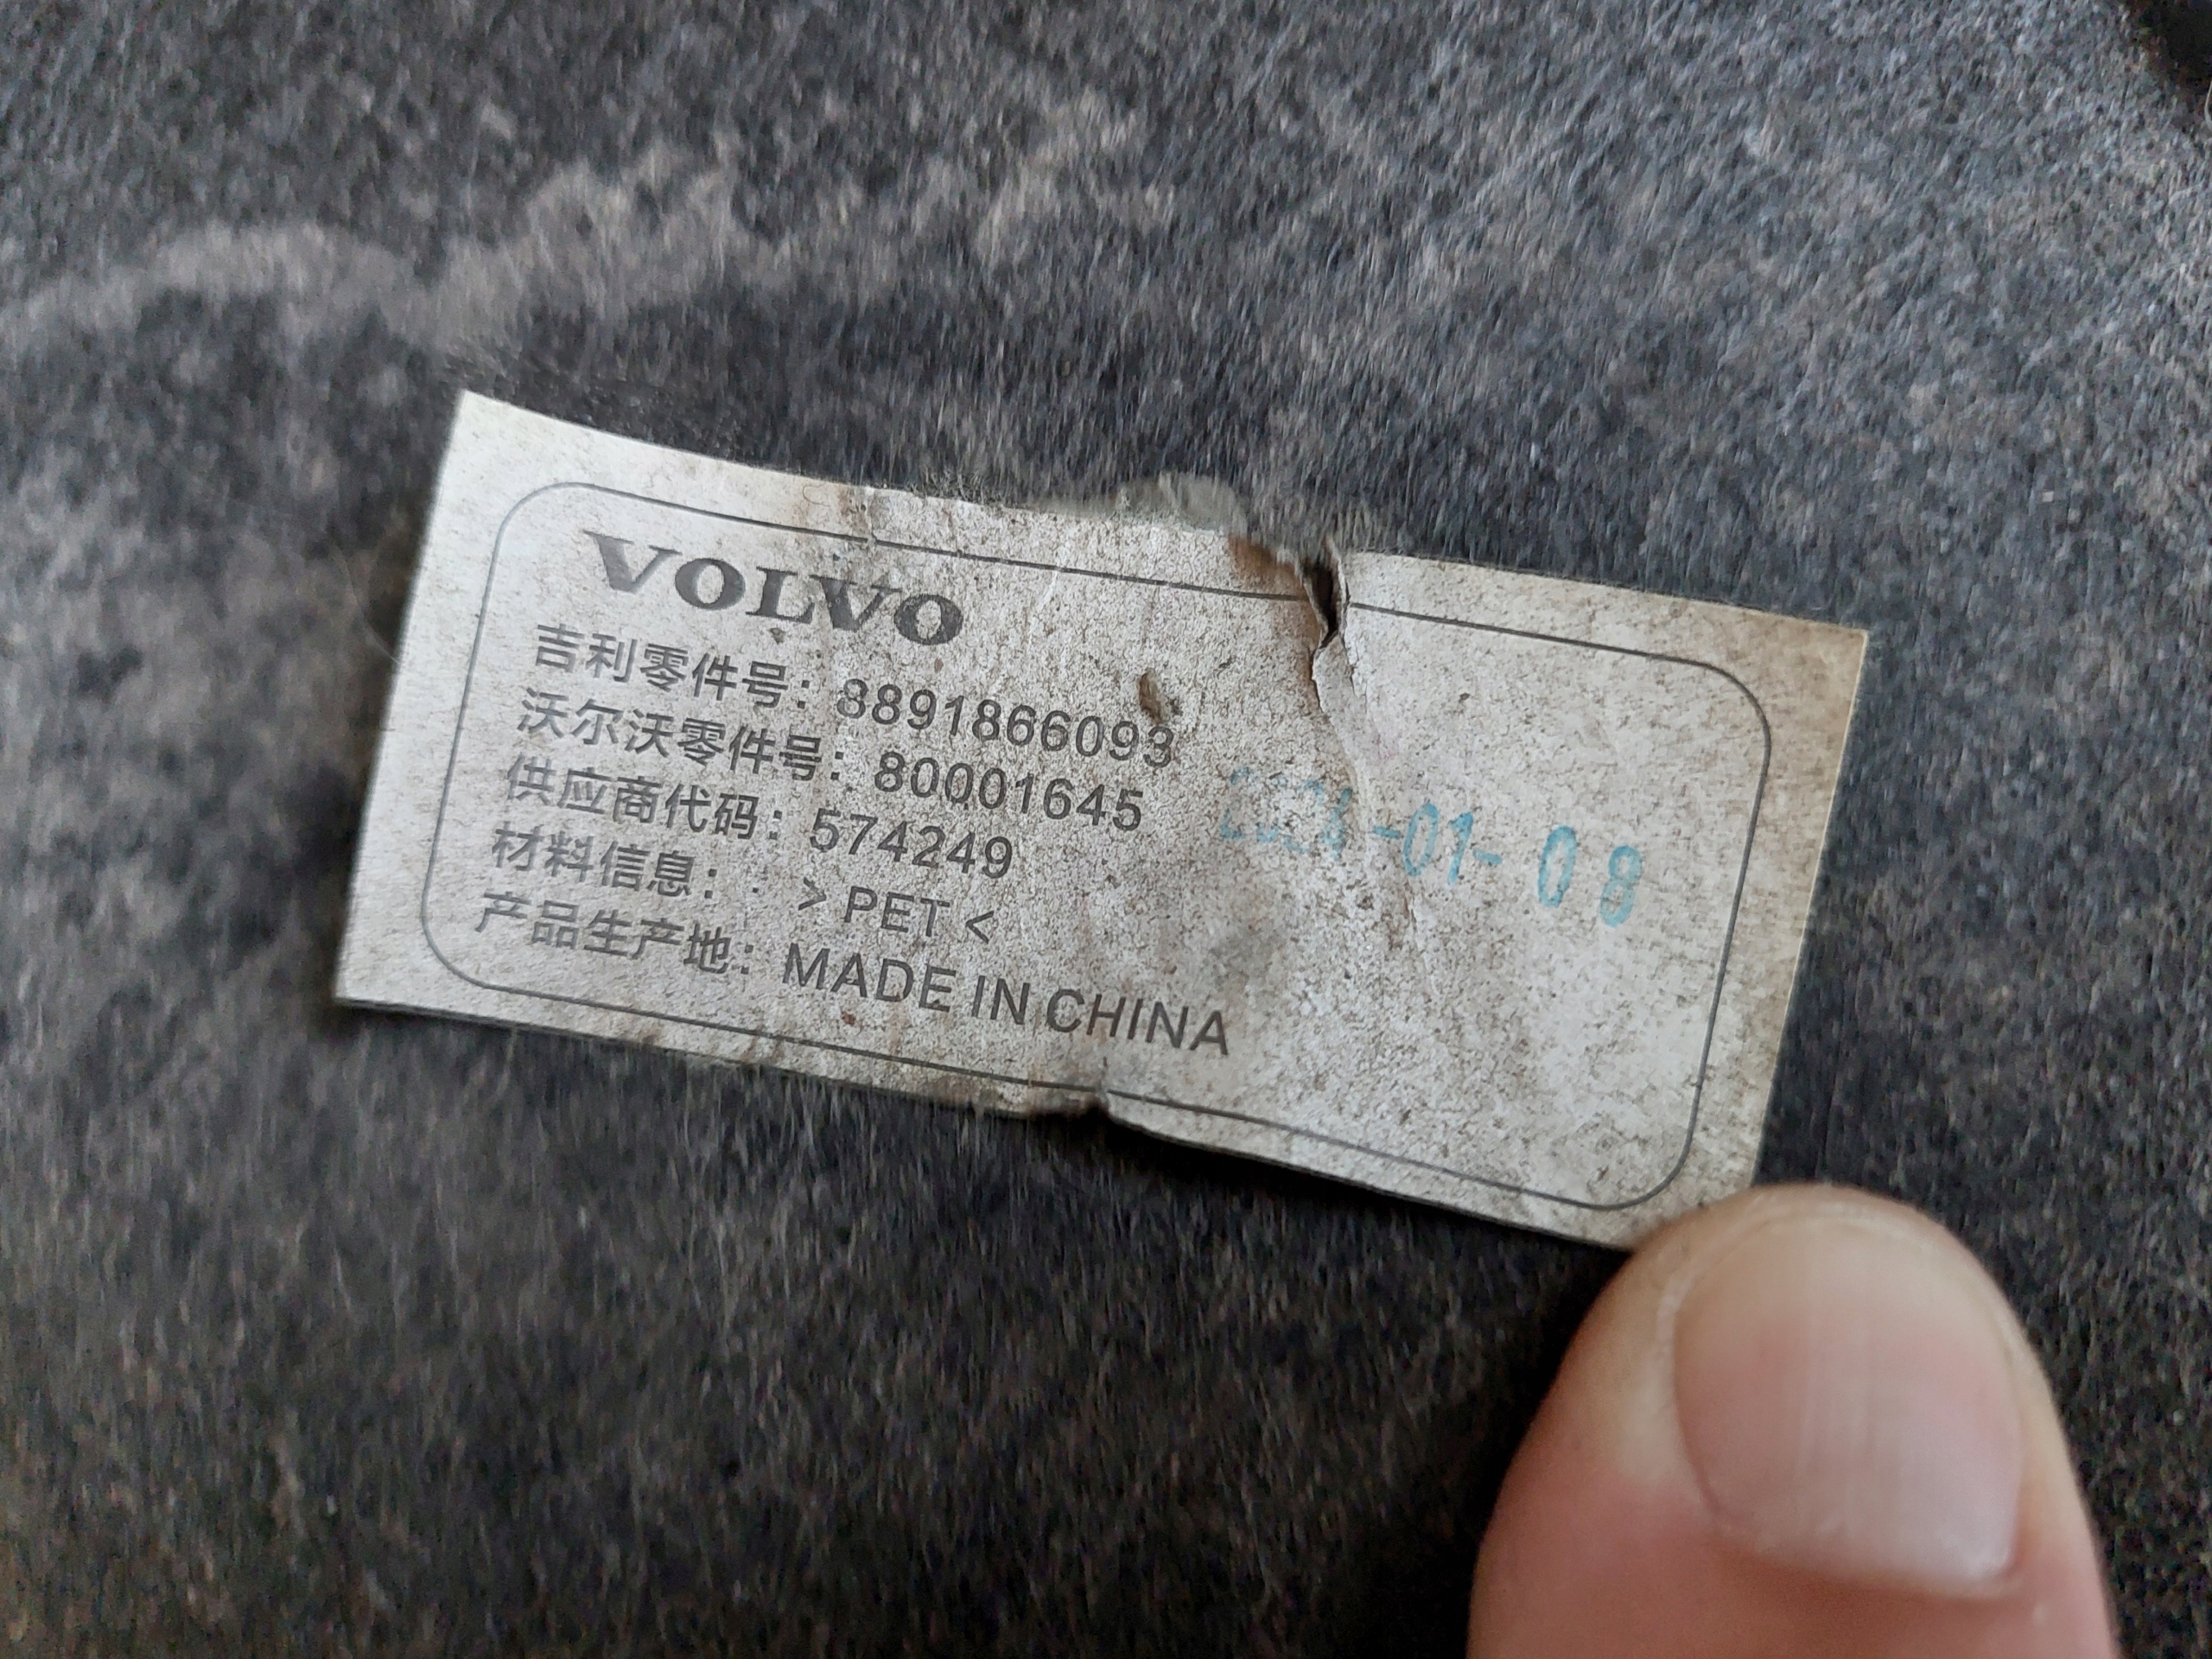 VOLVO
吉利零件号：8891866093
沃尔沃零件号：80001645
供应商代码：574249
材料信息：>PET<
产品生产地：MADE IN CHINA
2024-01-08